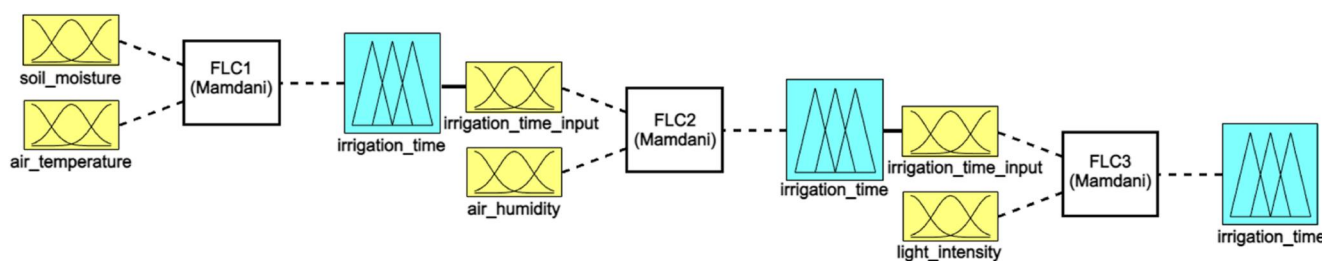 soil_moisture
air_temperature
FLC1
(Mamdani)
irrigation_time
irrigation_time_input
air_humidity
FLC2
(Mamdani)
irrigation_time
irrigation_time_input
light_intensity
FLC3
(Mamdani)
irrigation_time